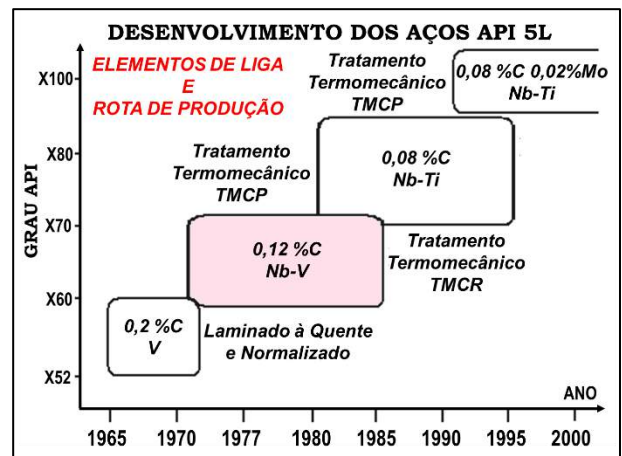 DESENVOLVIMENTO DOS AÇOS API 5L
ELEMENTOS DE LIGA
E
ROTA DE PRODUÇÃO
Tratamento
Termomecânico
TMCP
0,08 %C 0,02%Mo
Nb-Ti
Tratamento
Termomecânico
TMCP
0,08 %C
Nb-Ti
0,12 %C
Nb-V
Tratamento
Termomecânico
TMCR
0,2 %C
V
Laminado à Quente
e Normalizado
GRAU API
X100
X80
X70
X60
X52
ANO
1965 1970 1977 1980 1985 1990 1995 2000